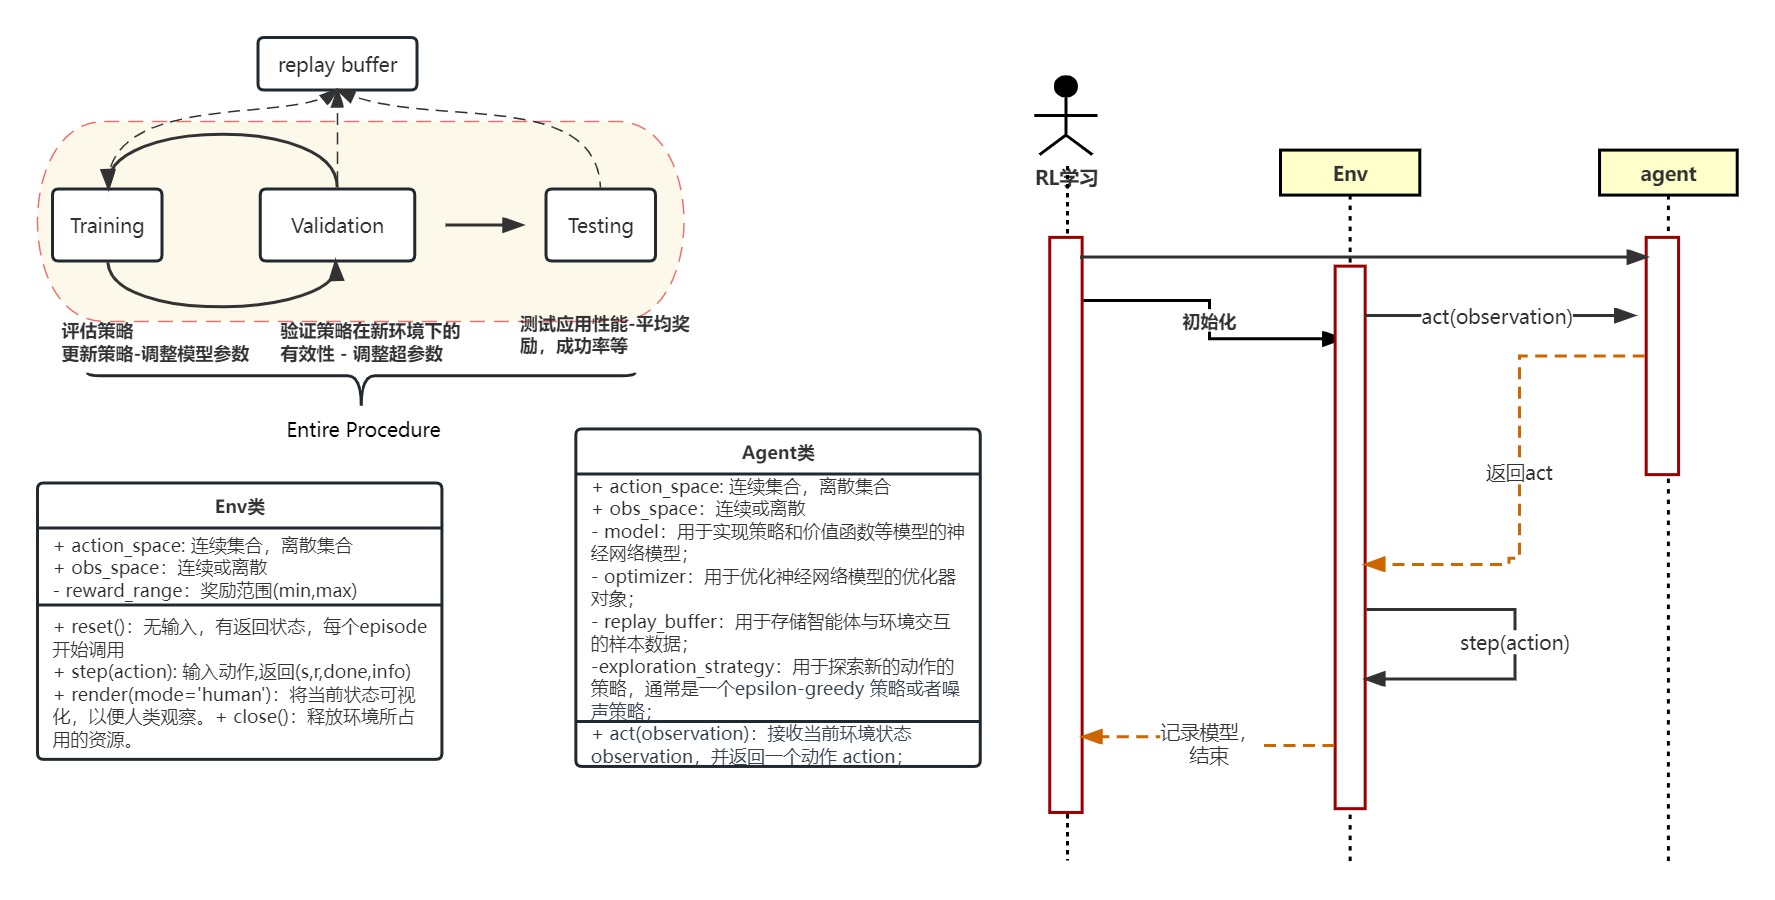 replay buffer
Training
Validation
Testing
评估策略
更新策略-调整模型参数
验证策略在新环境下的
有效性 - 调整超参数
测试应用性能-平均奖
励，成功率等
Entire Procedure
Env类
+ action_space: 连续集合，离散集合
+ obs_space：连续或离散
- reward_range：奖励范围(min,max)
+ reset()：无输入，有返回状态，每个episode
开始调用
+ step(action): 输入动作,返回(s,r,done,info)
+ render(mode='human')：将当前状态可视
化，以便人类观察。+ close()：释放环境所占
用的资源。
Agent类
+ action_space: 连续集合，离散集合
+ obs_space：连续或离散
- model：用于实现策略和价值函数等模型的神
经网络模型；
- optimizer：用于优化神经网络模型的优化器
对象；
- replay_buffer：用于存储智能体与环境交互
的样本数据；
-exploration_strategy：用于探索新的动作的
策略，通常是一个epsilon-greedy 策略或者噪
声策略；
+ act(observation)：接收当前环境状态
observation，并返回一个动作 action；
RL学习
Env
agent
初始化
act(observation)
返回act
step(action)
记录模型，
结束